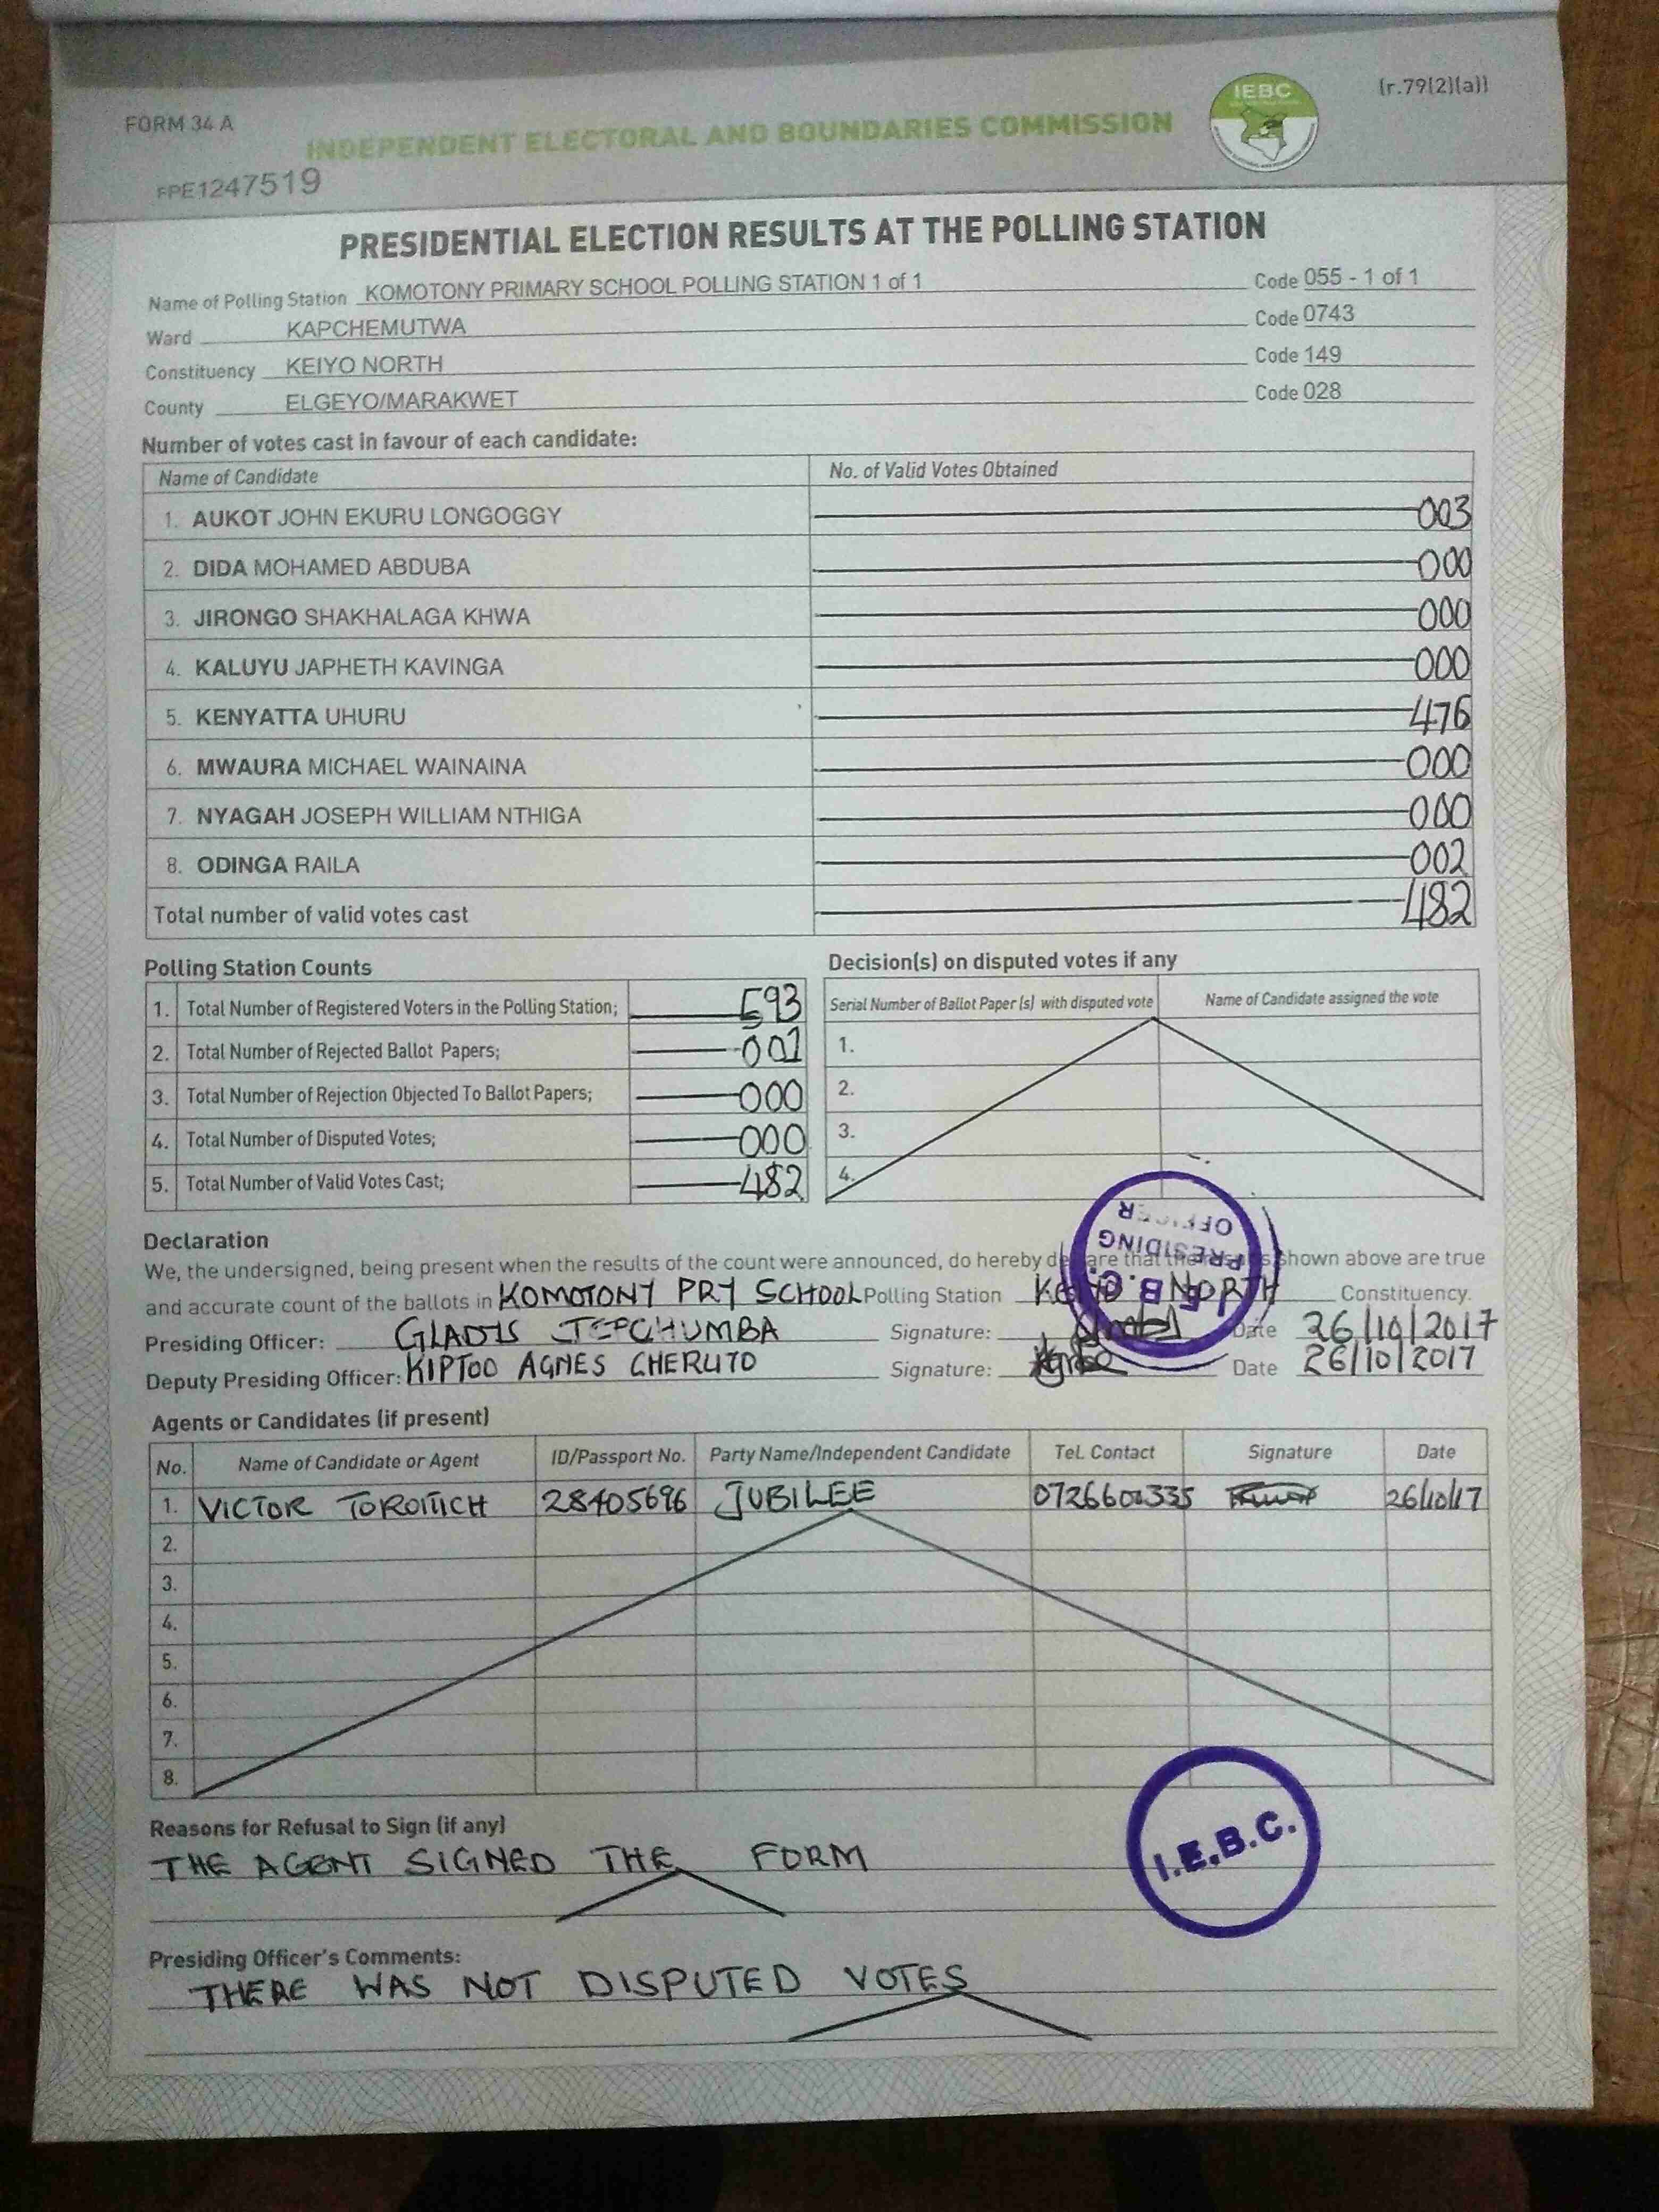 FORM 34 A
(r.79(2)(a))
INDEPENDENT ELECTORAL AND BOUNDARIES COMMISSION
IEBC
FPE1247519
PRESIDENTIAL ELECTION RESULTS AT THE POLLING STATION
Name of Polling Station KOMOTONY PRIMARY SCHOOL POLLING STATION 1 of 1 Code 055 - 1 of 1
Ward KAPCHEMUTWA Code 0743
Constituency KEIYO NORTH Code 149
County ELGEYO/MARAKWET Code 028
Number of votes cast in favour of each candidate:
Name of Candidate No. of Valid Votes Obtained
1. AUKOT JOHN EKURU LONGOGGY 003
2. DIDA MOHAMED ABDUBA 000
3. JIRONGO SHAKHALAGA KHWA 000
4. KALUYU JAPHETH KAVINGA 000
5. KENYATTA UHURU 476
6. MWAURA MICHAEL WAINAINA 000
7. NYAGAH JOSEPH WILLIAM NTHIGA 000
8. ODINGA RAILA 002
Total number of valid votes cast 482
Polling Station Counts
1. Total Number of Registered Voters in the Polling Station; 593
2. Total Number of Rejected Ballot Papers; 001
3. Total Number of Rejection Objected To Ballot Papers; 000
4. Total Number of Disputed Votes; 000
5. Total Number of Valid Votes Cast; 482
Decision(s) on disputed votes if any
Serial Number of Ballot Paper (s) with disputed vote Name of Candidate assigned the vote
1.
2.
3.
4.
PRESIDING OFFICER
Declaration
We, the undersigned, being present when the results of the count were announced, do hereby declare that the results shown above are true
and accurate count of the ballots in KOMOTONY PRY SCHOOL Polling Station KEIYO NORTH Constituency.
Presiding Officer: GLADYS JEPCHUMBA Signature: Date 26/10/2017
Deputy Presiding Officer: KIPTOO AGNES CHERUTO Signature: Date 26/10/2017
Agents or Candidates (if present)
No. Name of Candidate or Agent ID/Passport No. Party Name/Independent Candidate Tel. Contact Signature Date
1. VICTOR TOROITICH 28405696 JUBILEE 0726600335 26/10/17
2.
3.
4.
5.
6.
7.
8.
Reasons for Refusal to Sign (if any)
THE AGENT SIGNED THE FORM
I.E.B.C.
Presiding Officer's Comments:
THERE WAS NOT DISPUTED VOTES